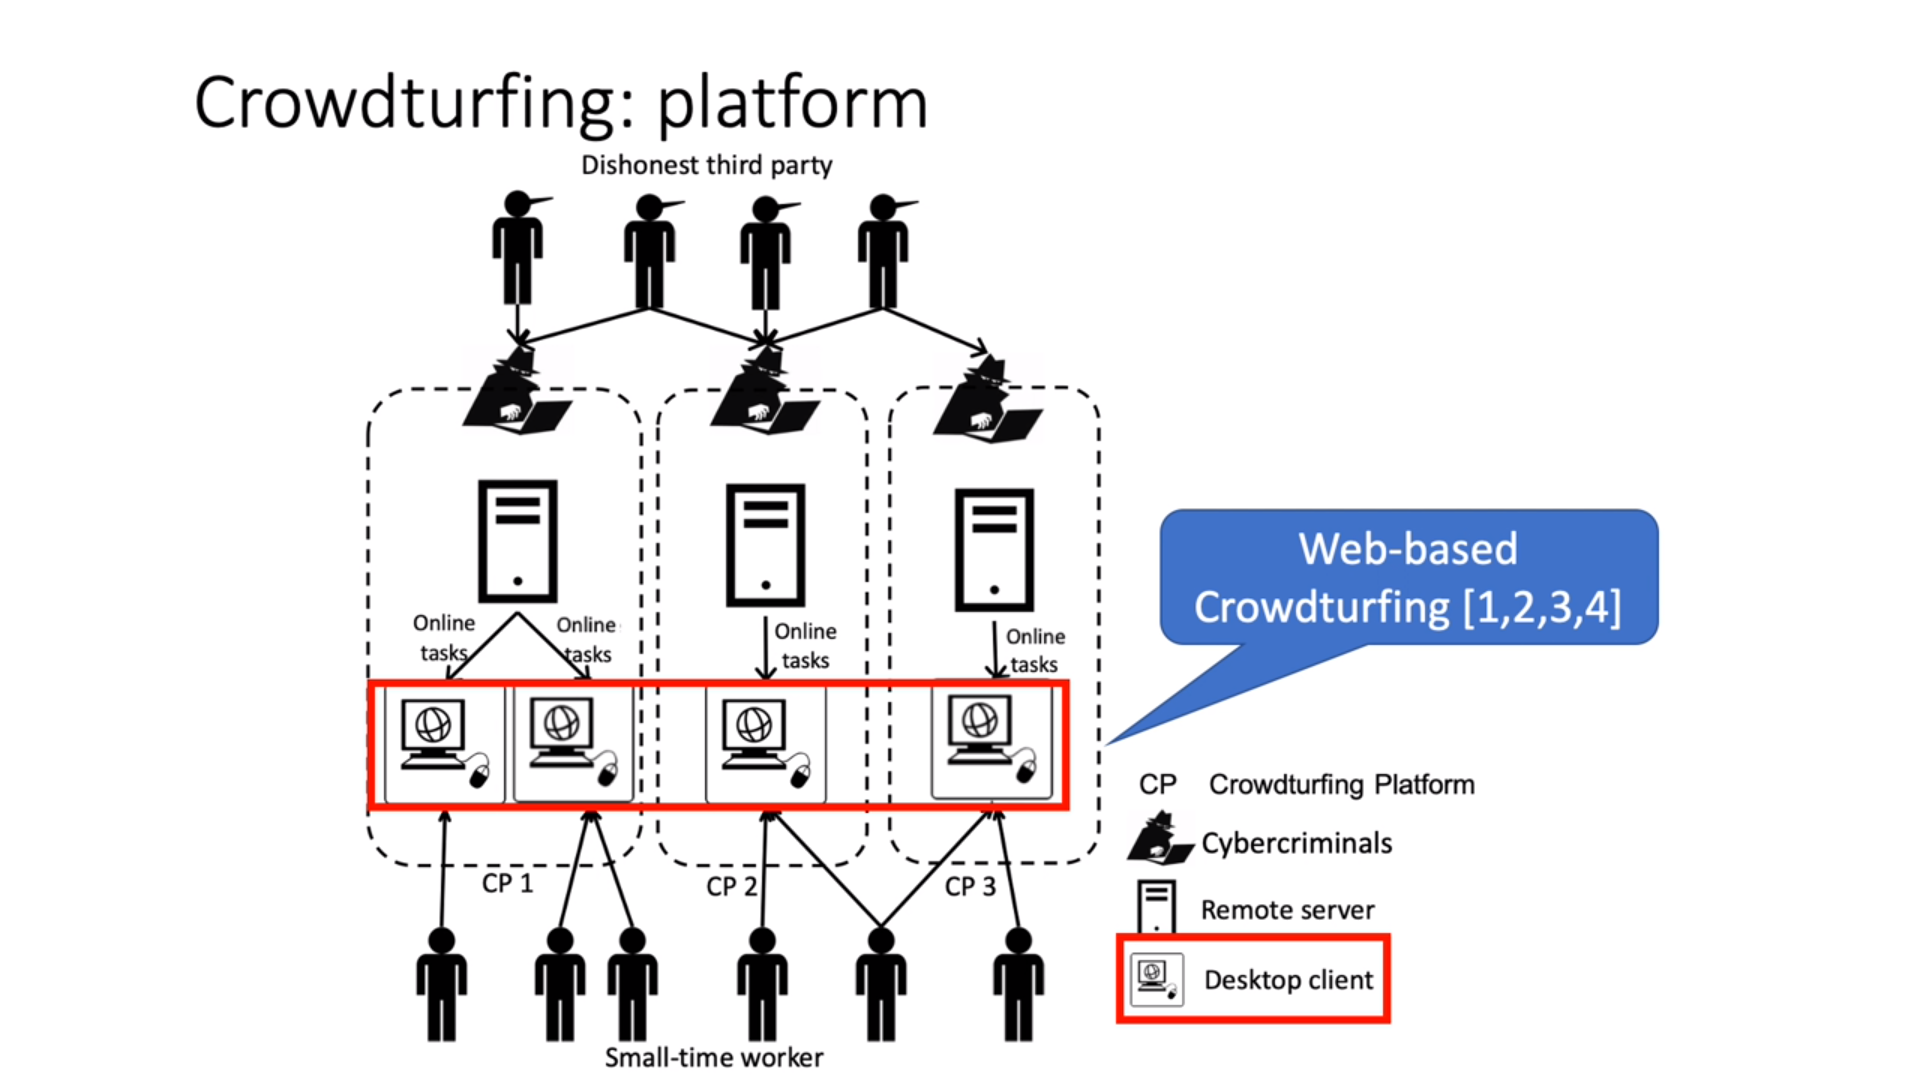 Crowdturfing: platform
Dishonest third party
Online
tasks
Online
tasks
Online
tasks
Online
tasks
Web-based
Crowdturfing [1,2,3,4]
CP 1
CP 2
CP 3
Small-time worker
CP Crowdturfing Platform
Cybercriminals
Remote server
Desktop client